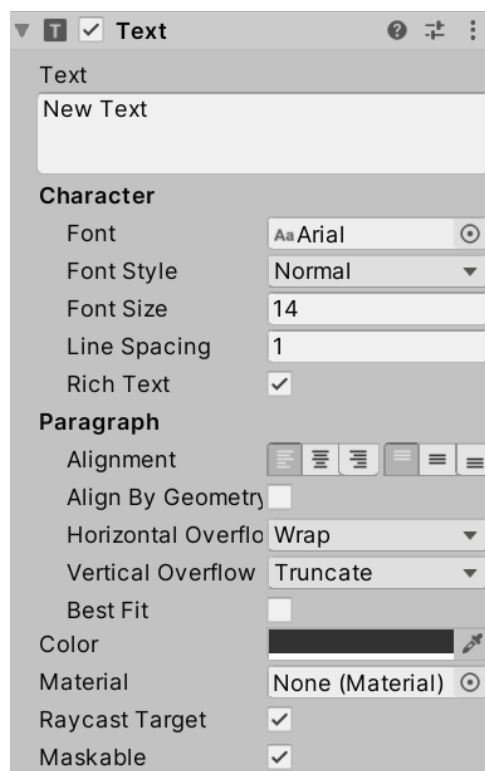 Text
Text
New Text
Character
Font Aa Arial
Font Style Normal
Font Size 14
Line Spacing 1
Rich Text
Paragraph
Alignment
Align By Geometry
Horizontal Overflo Wrap
Vertical Overflow Truncate
Best Fit
Color
Material None (Material)
Raycast Target
Maskable